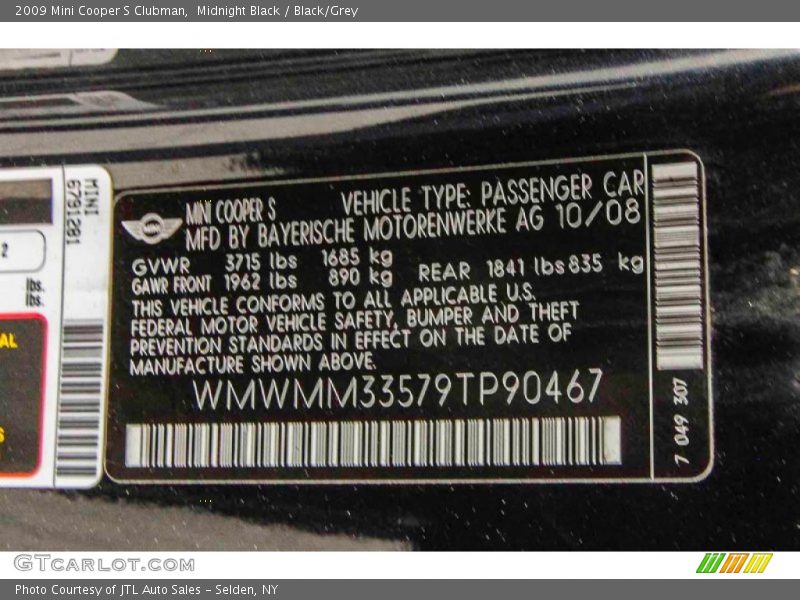 2009 Mini Cooper S Clubman,  Midnight Black / Black/Grey
MINI
6791281
2
lbs.
lbs.
AL
S
MINI
MINI COOPER S VEHICLE TYPE: PASSENGER CAR
MFD BY BAYERISCHE MOTORENWERKE AG 10/08
GVWR 3715 lbs 1685 kg
GAWR FRONT 1962 lbs 890 kg REAR 1841 lbs 835 kg
THIS VEHICLE CONFORMS TO ALL APPLICABLE U.S.
FEDERAL MOTOR VEHICLE SAFETY, BUMPER AND THEFT
PREVENTION STANDARDS IN EFFECT ON THE DATE OF
MANUFACTURE SHOWN ABOVE.
WMWMM33579TP90467
7 049 307
GTCARLOT.COM
Photo Courtesy of JTL Auto Sales - Selden, NY